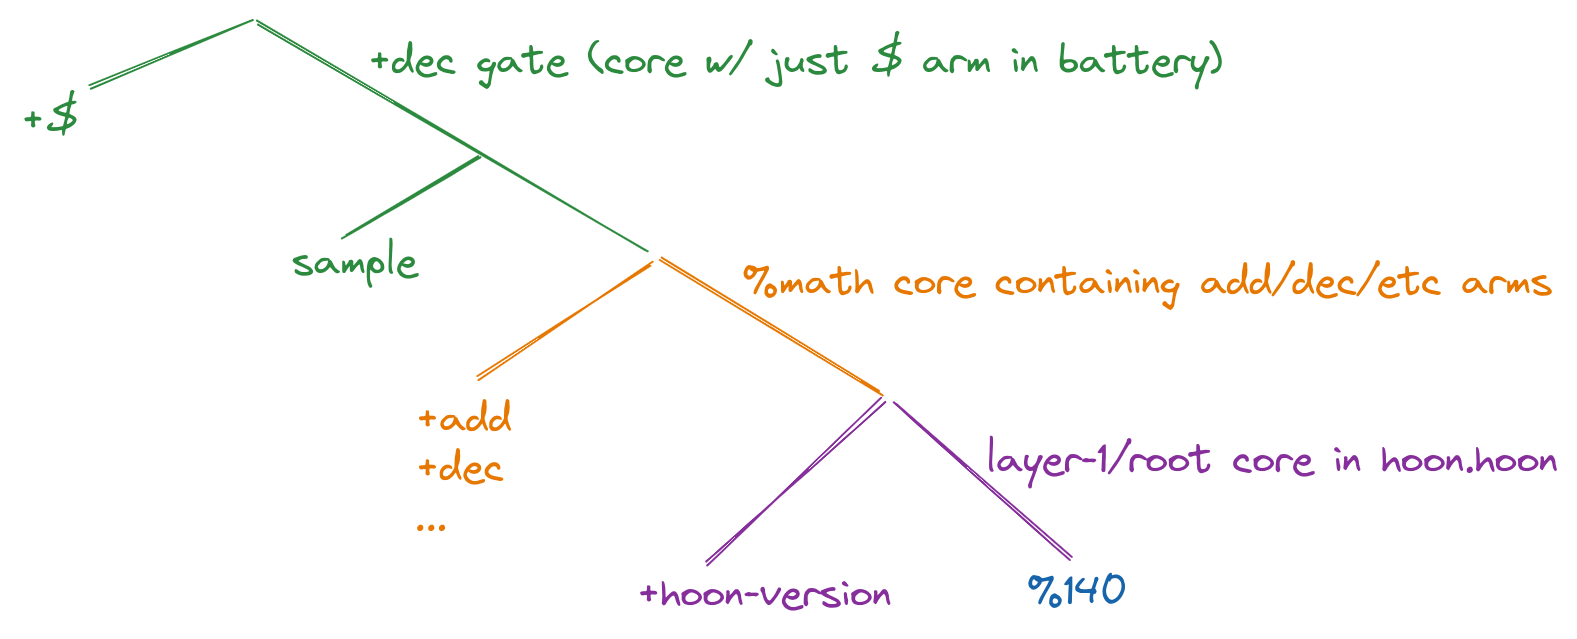 +dec gate (core w/ just $ arm in battery)
+$
sample
%math core containing add/dec/etc arms
+add
+dec
...
layer-1/root core in hoon.hoon
+hoon-version
%140